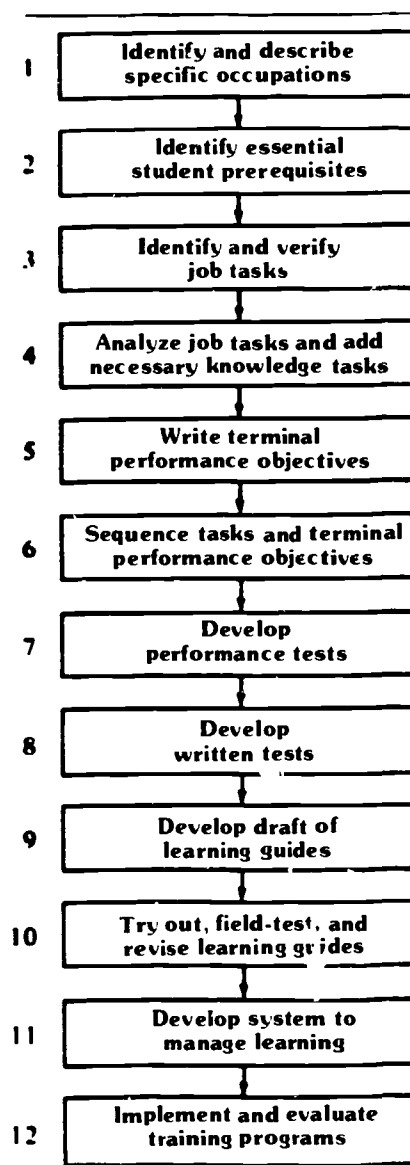 1
Identify and describe
specific occupations
2
Identify essential
student prerequisites
3
Identify and verify
job tasks
4
Analyze job tasks and add
necessary knowledge tasks
5
Write terminal
performance objectives
6
Sequence tasks and terminal
performance objectives
7
Develop
performance tests
8
Develop
written tests
9
Develop draft of
learning guides
10
Try out, field-test, and
revise learning guides
11
Develop system to
manage learning
12
Implement and evaluate
training programs